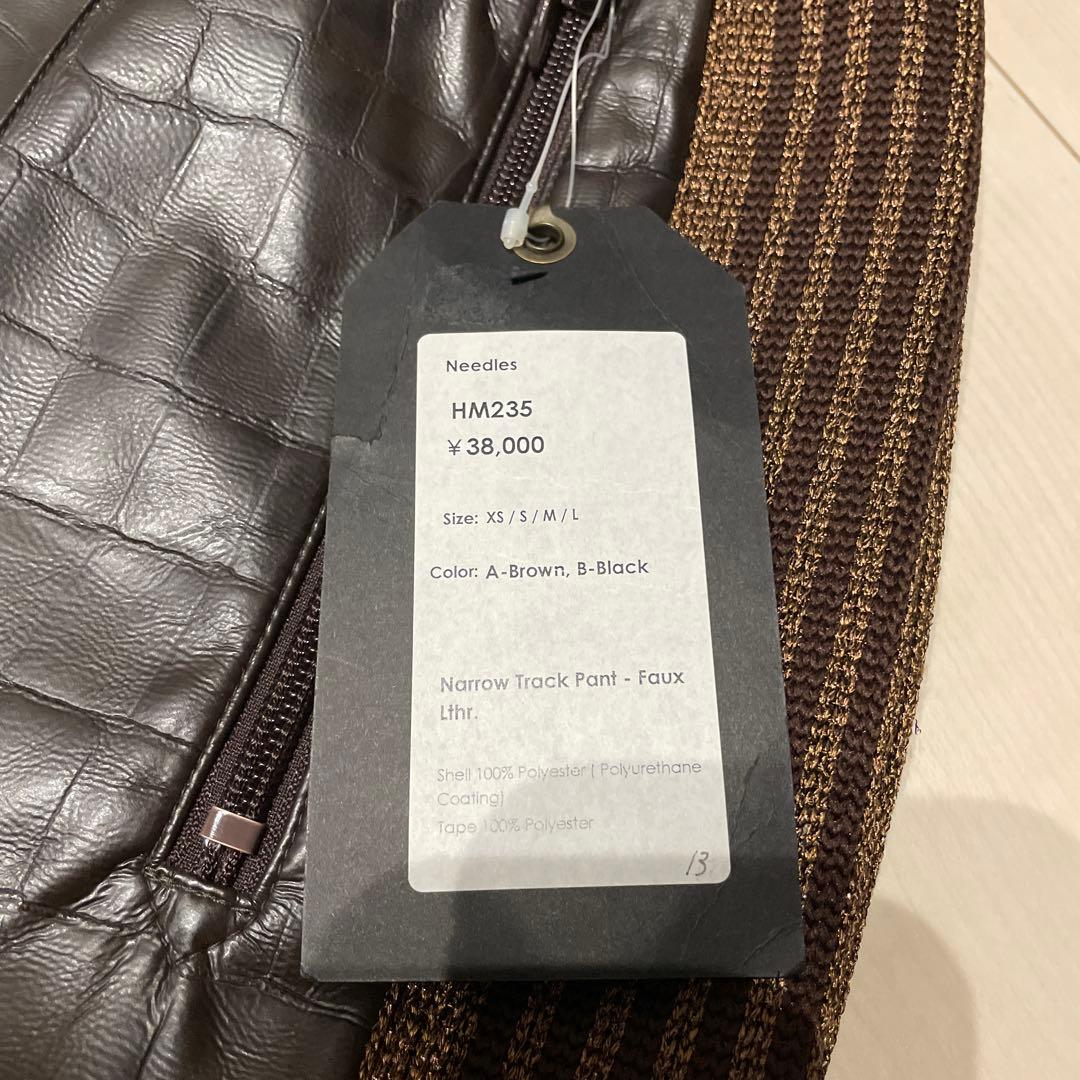 Needles
HM235
￥38,000
Size: XS / S / M / L
Color: A-Brown, B-Black
Narrow Track Pant - Faux
Lthr.
Shell 100% Polyester ( Polyurethane
Coating)
Tape 100% Polyester
13